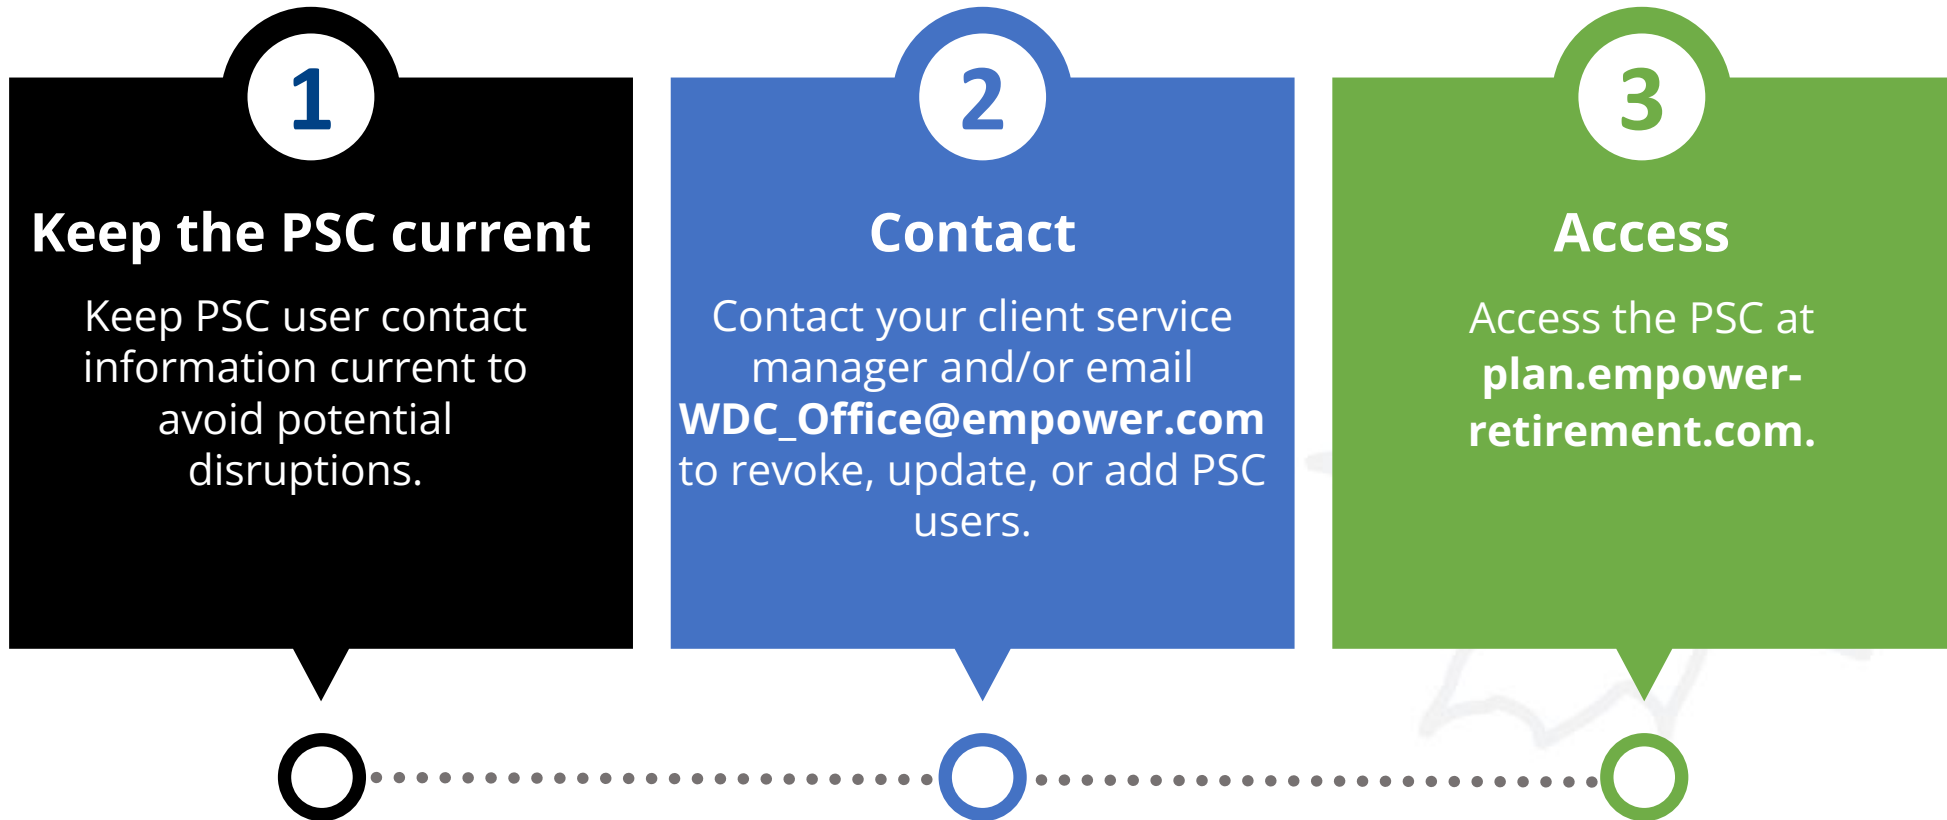 1
Keep the PSC current
Keep PSC user contact
information current to
avoid potential
disruptions.
2
Contact
Contact your client service
manager and/or email
WDC_Office@empower.com
to revoke, update, or add PSC
users.
3
Access
Access the PSC at
plan.empower-
retirement.com.